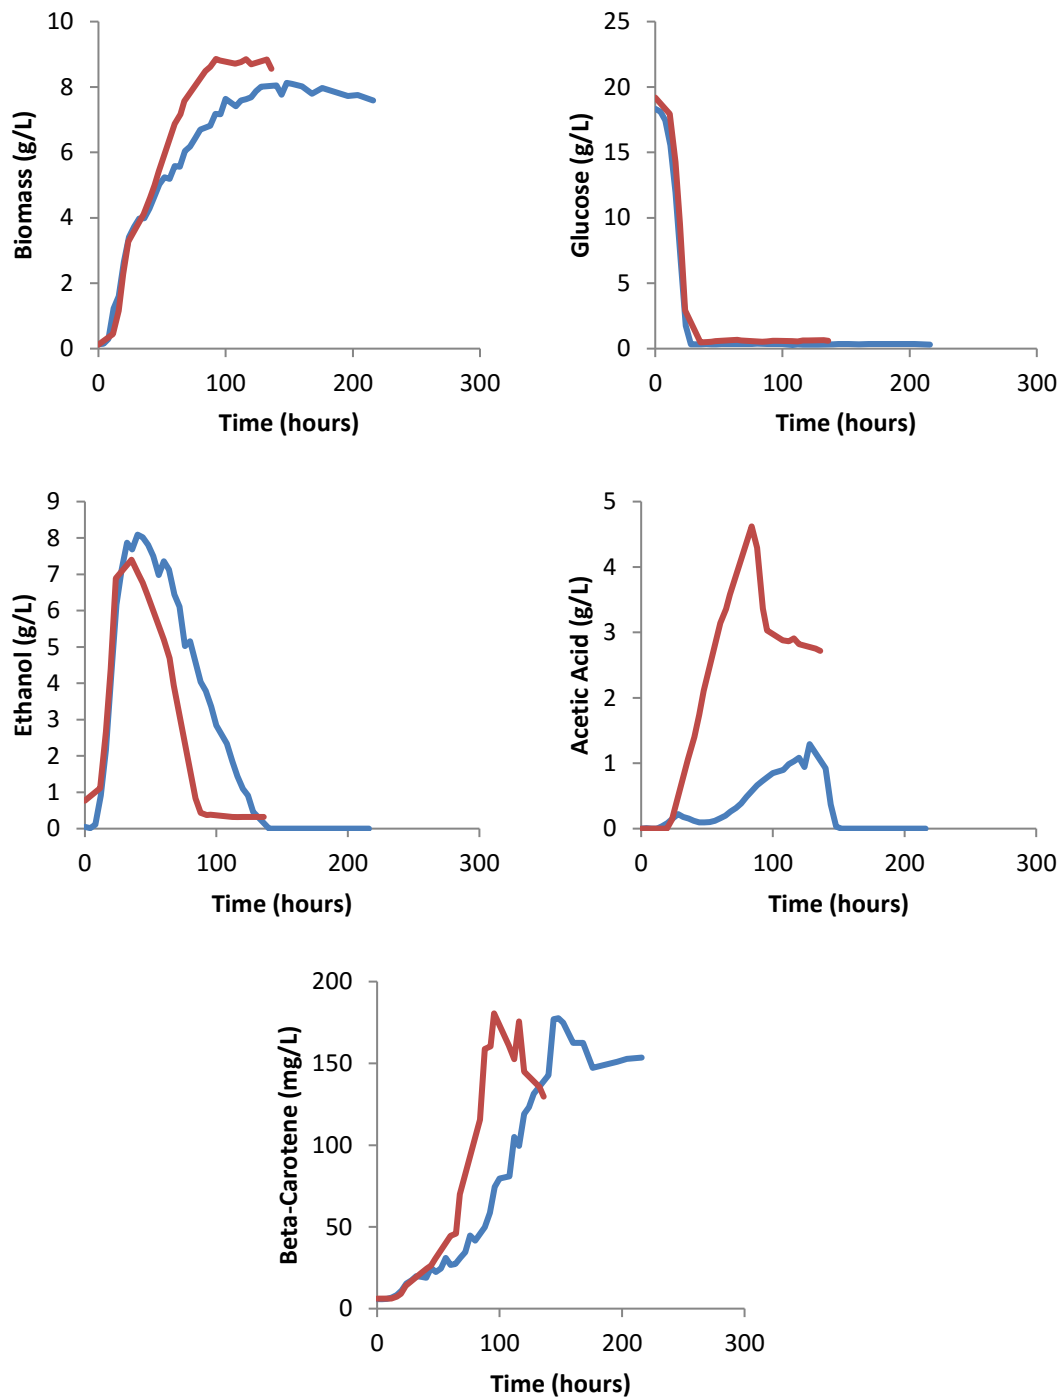 Biomass (g/L)
10
8
6
4
2
0
0 100 200 300
Time (hours)
Glucose (g/L)
25
20
15
10
5
0
0 100 200 300
Time (hours)
Ethanol (g/L)
9
8
7
6
5
4
3
2
1
0
0 100 200 300
Time (hours)
Acetic Acid (g/L)
5
4
3
2
1
0
0 100 200 300
Time (hours)
Beta-Carotene (mg/L)
200
150
100
50
0
0 100 200 300
Time (hours)